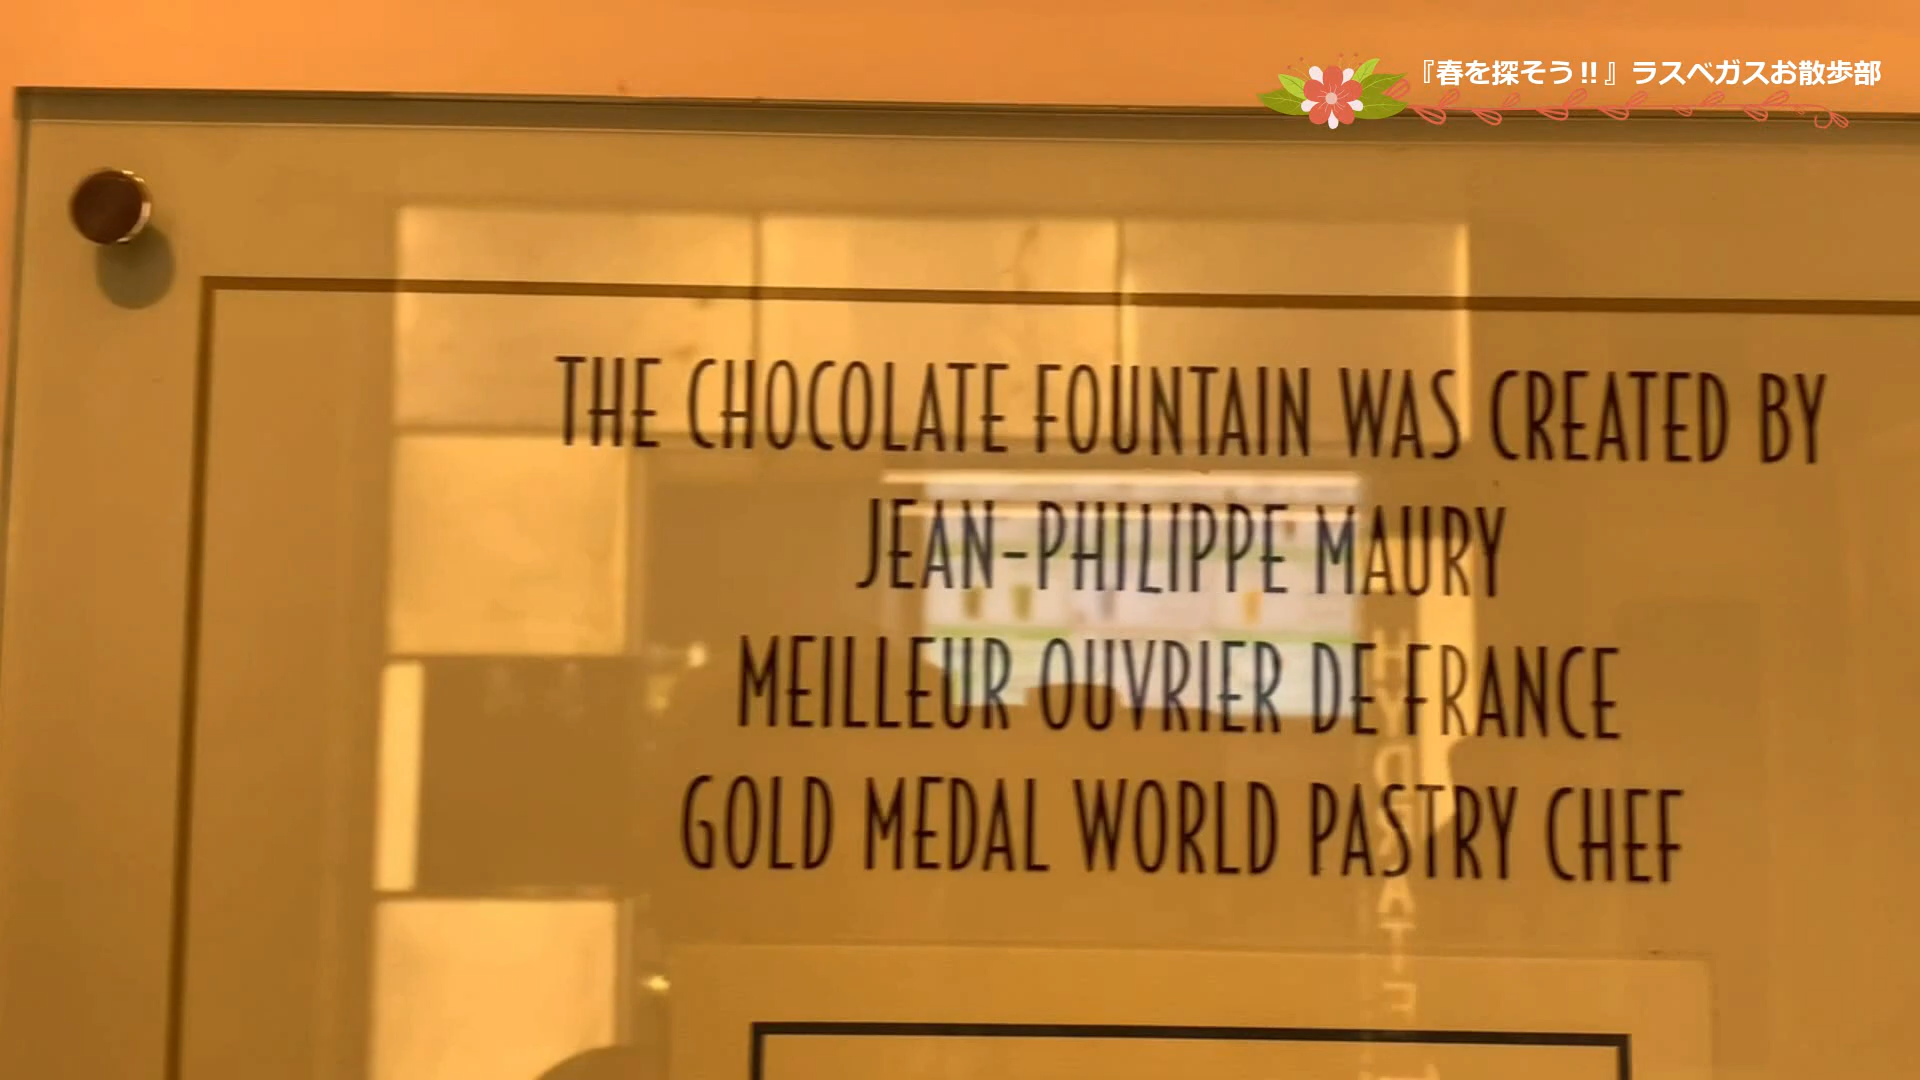 『春を探そう!!』ラスベガスお散歩部
THE CHOCOLATE FOUNTAIN WAS CREATED BY
JEAN-PHILIPPE MAURY
MEILLEUR OUVRIER DE FRANCE
GOLD MEDAL WORLD PASTRY CHEF